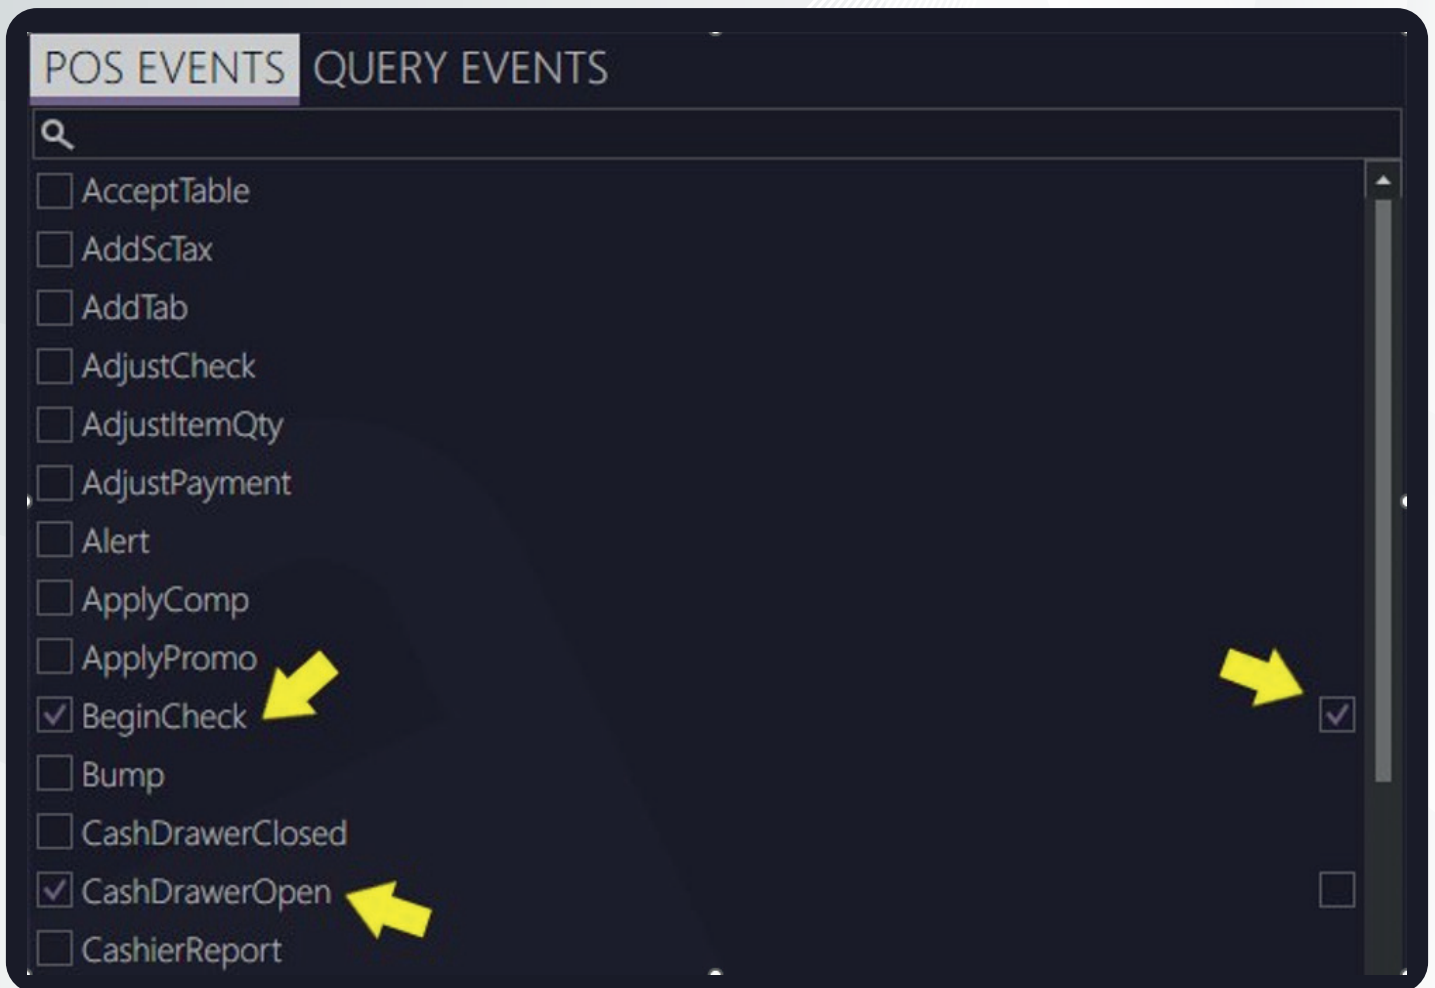 POS EVENTS QUERY EVENTS
AcceptTable
AddScTax
AddTab
AdjustCheck
AdjustItemQty
AdjustPayment
Alert
ApplyComp
ApplyPromo
BeginCheck
Bump
CashDrawerClosed
CashDrawerOpen
CashierReport